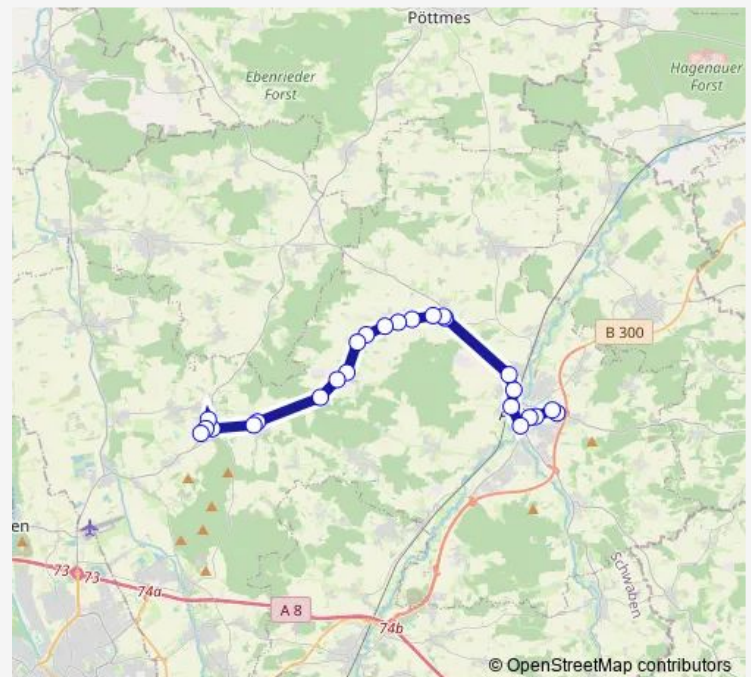 Pöttmes
Ebenrieder
Forst
Hagenauer
Forst
B 300
A
en
73
73
74a
A 8
74b
Schwaben
© OpenStreetMap contributors